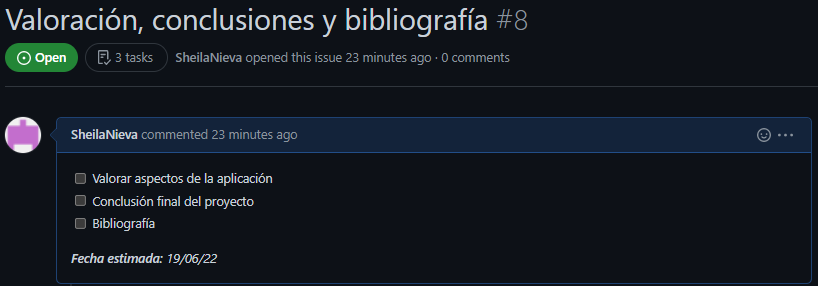 Valoración, conclusiones y bibliografía #8
Open 3 tasks SheilaNieva opened this issue 23 minutes ago · 0 comments
SheilaNieva commented 23 minutes ago
Valorar aspectos de la aplicación
Conclusión final del proyecto
Bibliografía
Fecha estimada: 19/06/22